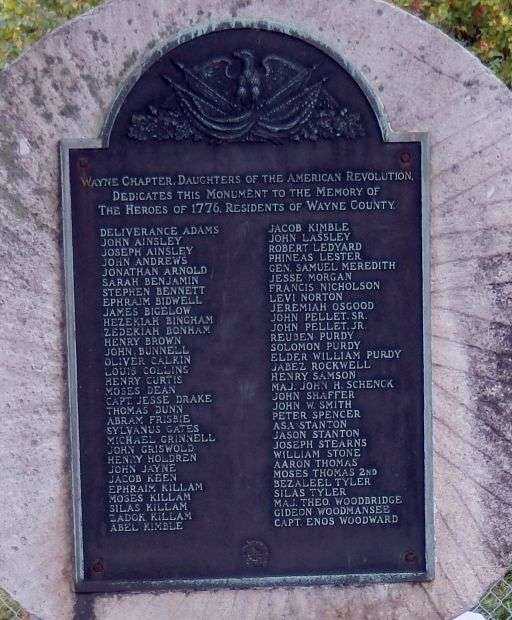 WAYNE CHAPTER, DAUGHTERS OF THE AMERICAN REVOLUTION,
DEDICATES THIS MONUMENT TO THE MEMORY OF
THE HEROES OF 1776, RESIDENTS OF WAYNE COUNTY.
DELIVERANCE ADAMS
JOHN AINSLEY
JOSEPH AINSLEY
JOHN ANDREWS
JONATHAN ARNOLD
SARAH BENJAMIN
STEPHEN BENNETT
EPHRAIM BIDWELL
JAMES BIGELOW
HEZEKIAH BINGHAM
ZEDEKIAH BONHAM
HENRY BROWN
JOHN BUNNELL
OLIVER CALKIN
LOUIS COLLINS
HENRY CURTIS
MOSES DEAN
CAPT. JESSE DRAKE
THOMAS DUNN
ABRAM FRISBIE
SYLVANUS GATES
MICHAEL GRINNELL
JOHN GRISWOLD
HENRY HOLDREN
JOHN JAYNE
JACOB KEEN
EPHRAIM KILLAM
MOSES KILLAM
SILAS KILLAM
ZADOK KILLAM
ABEL KIMBLE
JACOB KIMBLE
JOHN LASSLEY
ROBERT LEDYARD
PHINEAS LESTER
GEN. SAMUEL MEREDITH
JESSE MORGAN
FRANCIS NICHOLSON
LEVI NORTON
JEREMIAH OSGOOD
JOHN PELLET, SR.
JOHN PELLET, JR.
REUBEN PURDY
SOLOMON PURDY
ELDER WILLIAM PURDY
JABEZ ROCKWELL
HENRY SAMSON
MAJ. JOHN H. SCHENCK
JOHN SHAFFER
JOHN W. SMITH
PETER SPENCER
ASA STANTON
JASON STANTON
JOSEPH STEARNS
WILLIAM STONE
AARON THOMAS
MOSES THOMAS 2ND
BEZALEEL TYLER
SILAS TYLER
MAJ. THEO. WOODBRIDGE
GIDEON WOODMANSEE
CAPT. ENOS WOODWARD